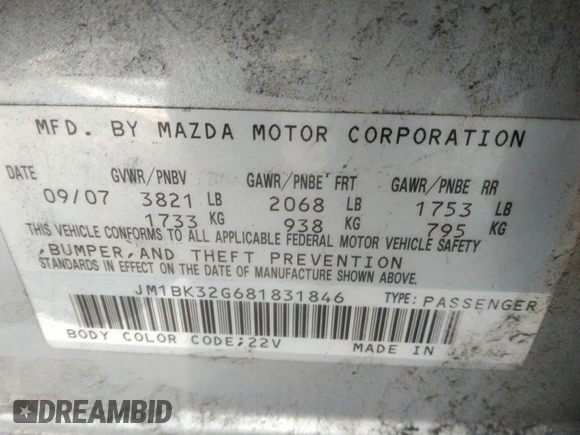 MFD. BY MAZDA MOTOR CORPORATION
DATE GVWR/PNBV GAWR/PNBE FRT GAWR/PNBE RR
09/07 3821 LB 2068 LB 1753 LB
1733 KG 938 KG 795 KG
THIS VEHICLE CONFORMS TO ALL APPLICABLE FEDERAL MOTOR VEHICLE SAFETY
,BUMPER,AND THEFT PREVENTION
STANDARDS IN EFFECT ON THE DATE OF MANUFACTURE SHOWN ABOVE.
JM1BK32G681831846 TYPE: PASSENGER
BODY COLOR CODE;22V MADE IN
DREAMBID